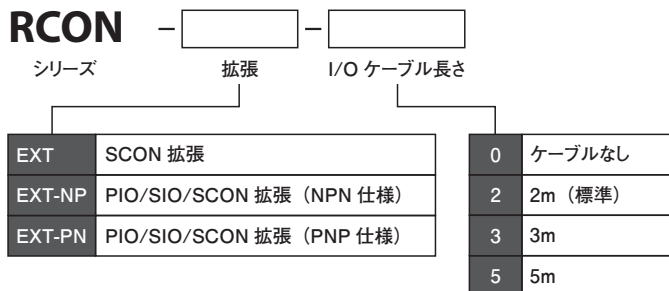 RCON - -
シリーズ 拡張 I/O ケーブル長さ
EXT SCON 拡張
EXT-NP PIO/SIO/SCON 拡張（NPN 仕様）
EXT-PN PIO/SIO/SCON 拡張（PNP 仕様）
0 ケーブルなし
2 2m（標準）
3 3m
5 5m